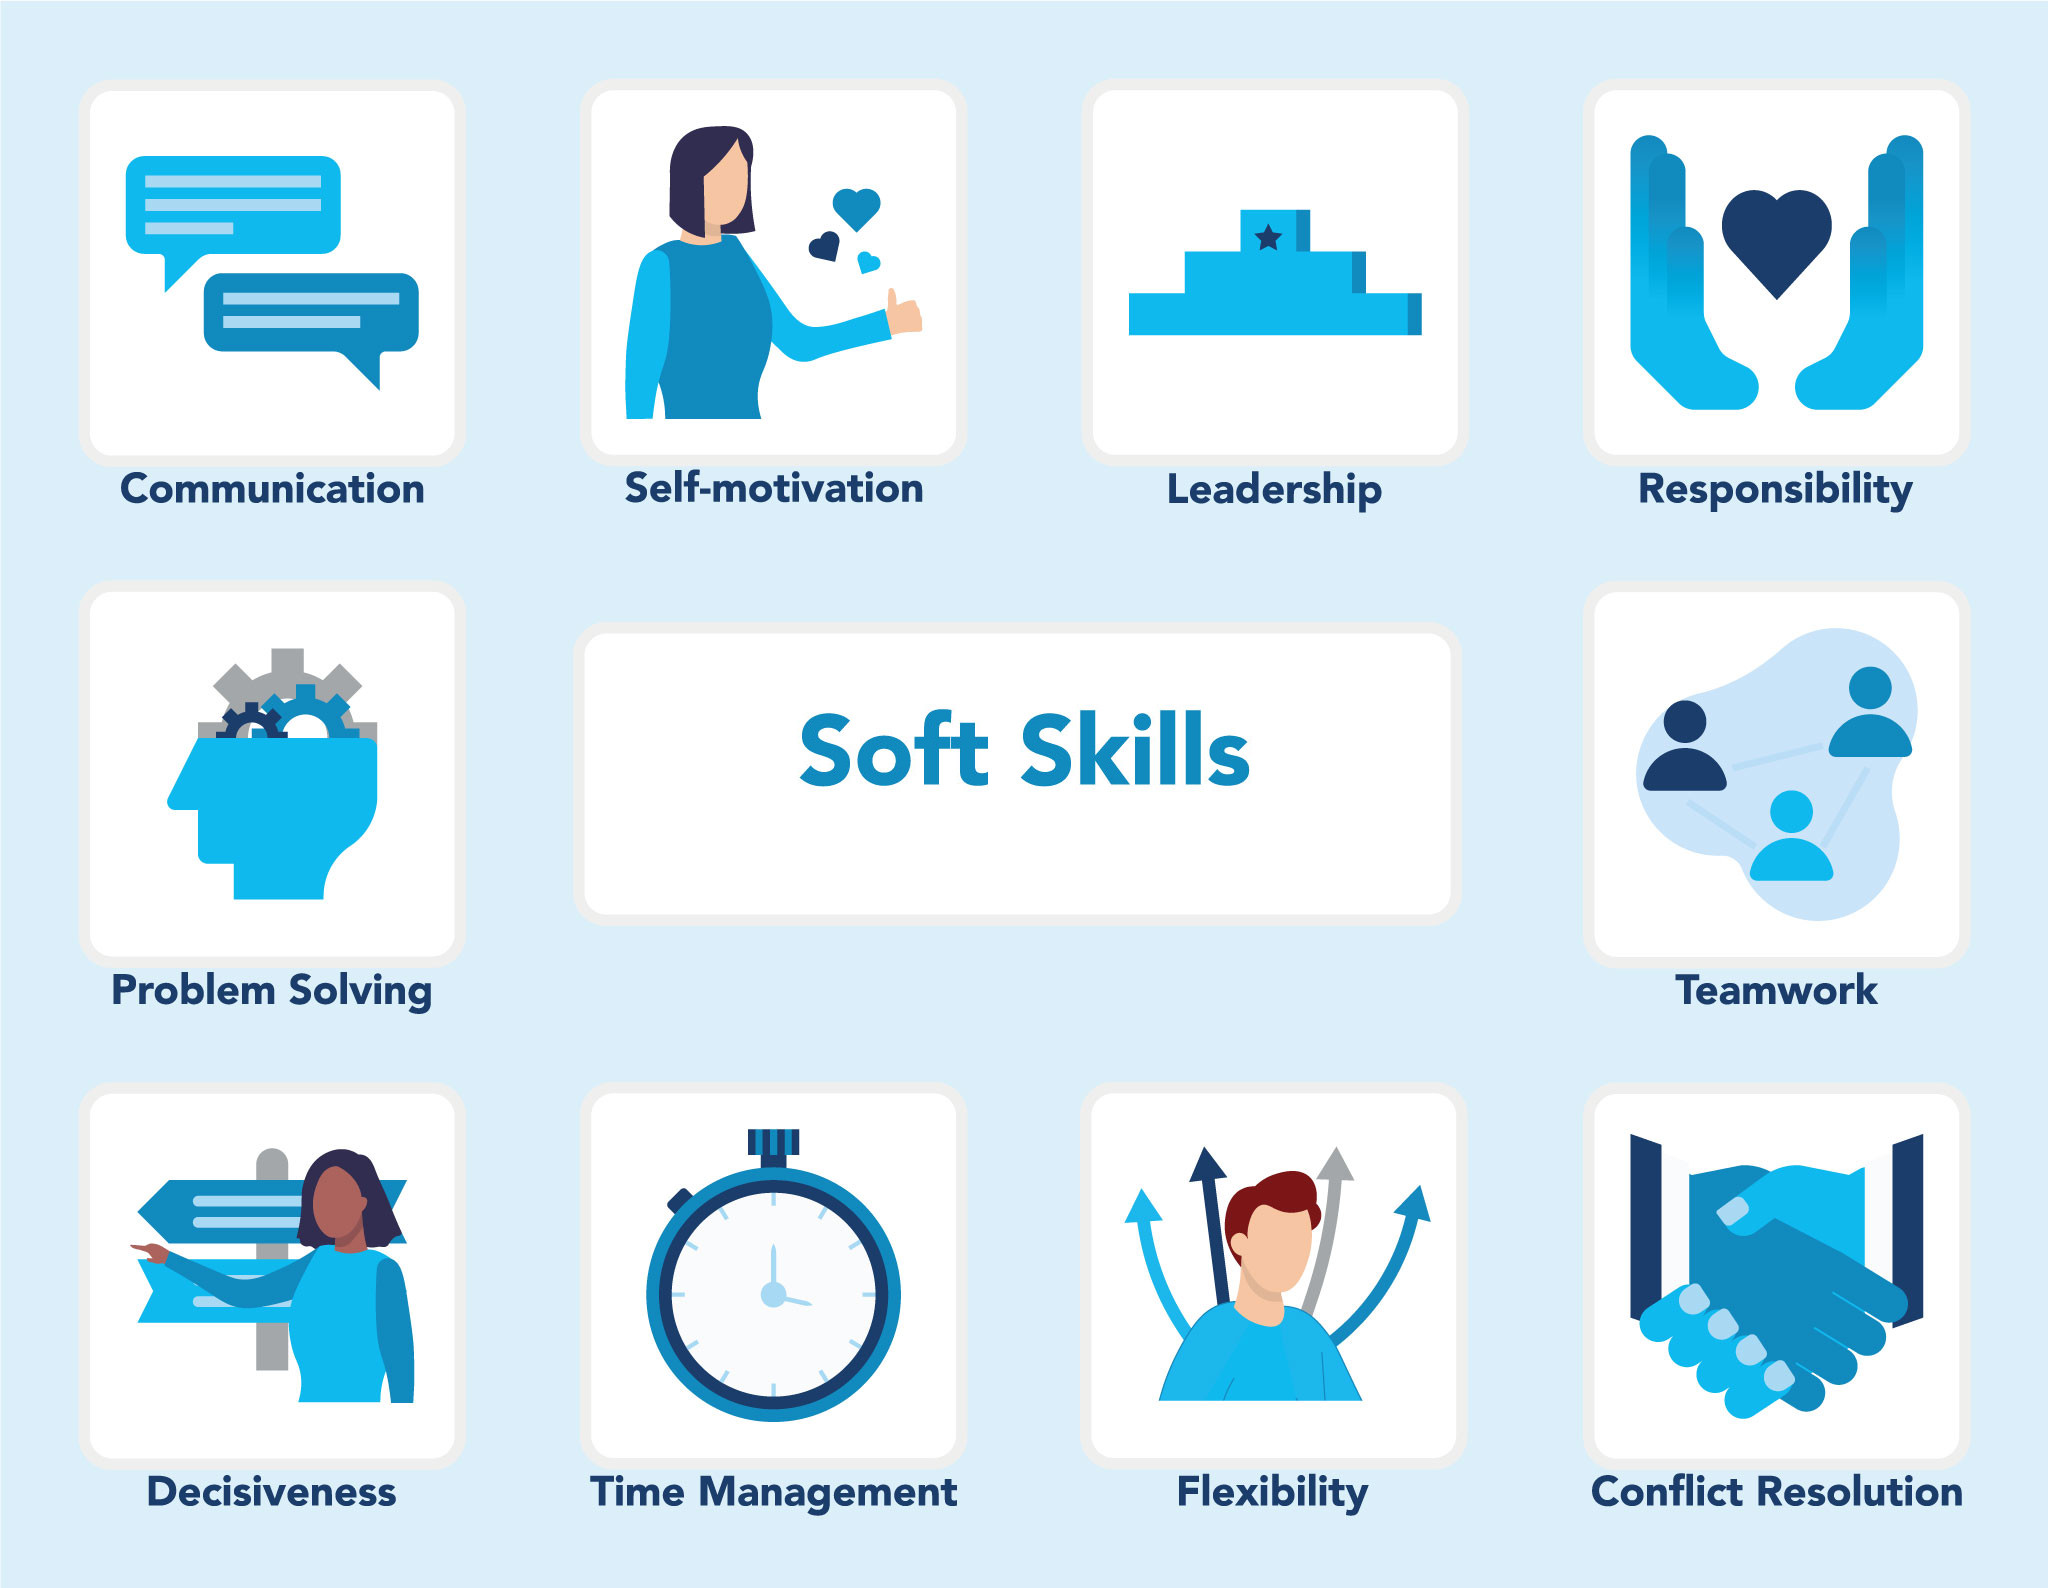 Communication
Self-motivation
Leadership
Responsibility
Problem Solving
Soft Skills
Teamwork
Decisiveness
Time Management
Flexibility
Conflict Resolution